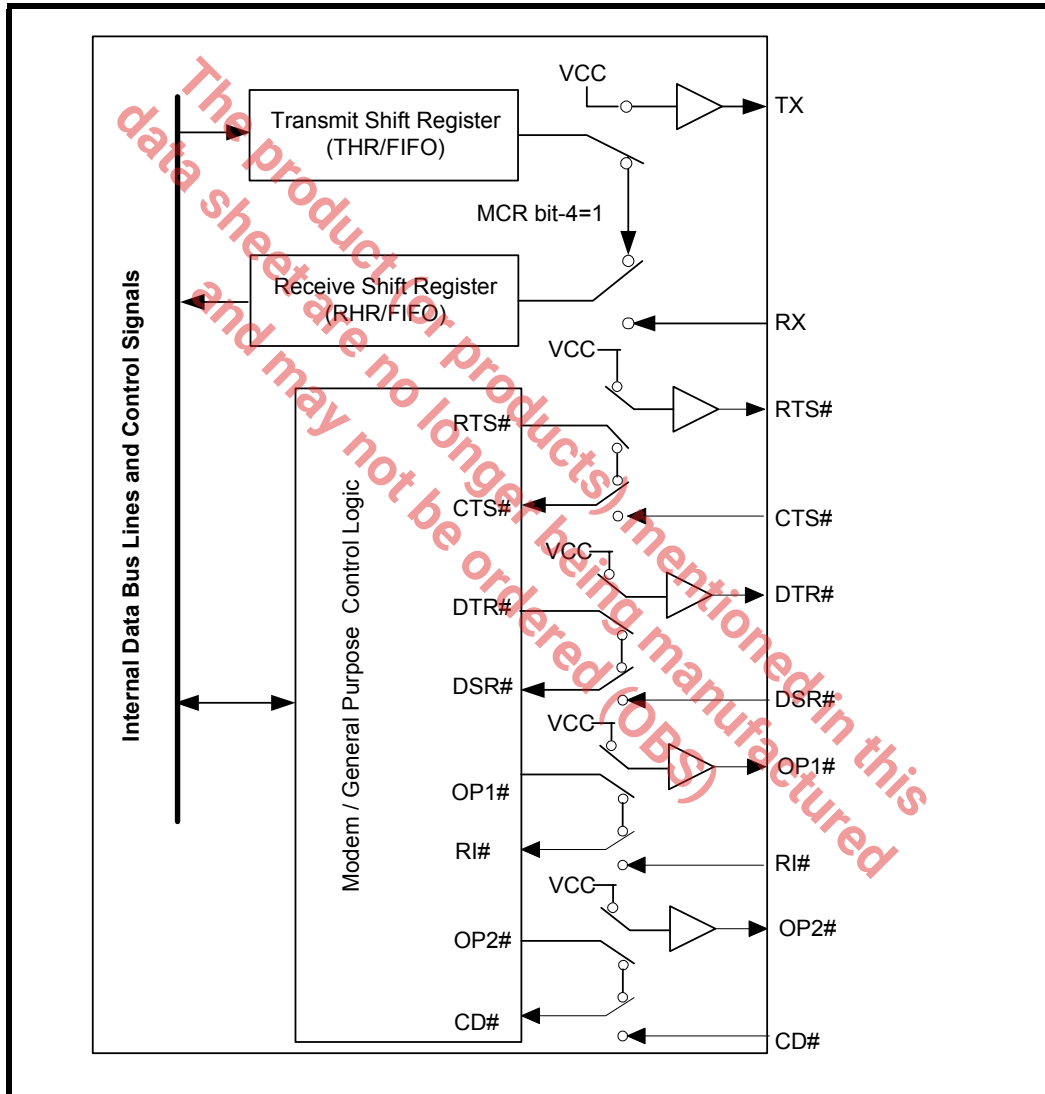 VCC
TX
Transmit Shift Register
(THR/FIFO)
MCR bit-4=1
Receive Shift Register
(RHR/FIFO)
RX
VCC
RTS#
RTS#
CTS#
CTS#
VCC
DTR#
DTR#
DSR#
DSR#
VCC
OP1#
OP1#
RI#
RI#
VCC
OP2#
OP2#
CD#
CD#
Internal Data Bus Lines and Control Signals
Modem / General Purpose Control Logic
The product (or products) mentioned in this
data sheet are no longer being manufactured
and may not be ordered (OBS)